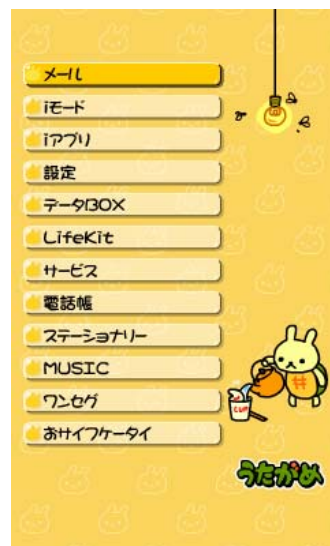 メール
iモード
iアプリ
設定
データBOX
LifeKit
サービス
電話帳
ステーショナリー
MUSIC
ワンセグ
おサイフケータイ
CUP
うたがめ